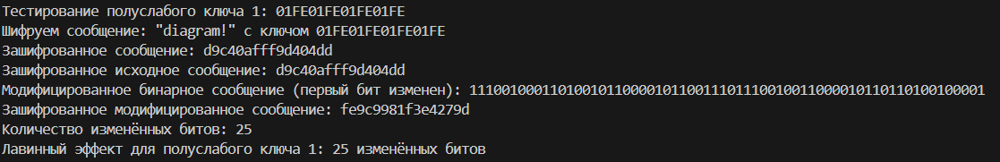 Тестирование полуслабого ключа 1: 01FE01FE01FE01FE
Шифруем сообщение: "diagram!" с ключом 01FE01FE01FE01FE
Зашифрованное сообщение: d9c40afff9d404dd
Зашифрованное исходное сообщение: d9c40afff9d404dd
Модифицированное бинарное сообщение (первый бит изменен): 1110010001101001011000010110011101110010011000010110110100100001
Зашифрованное модифицированное сообщение: fe9c9981f3e4279d
Количество изменённых битов: 25
Лавинный эффект для полуслабого ключа 1: 25 изменённых битов